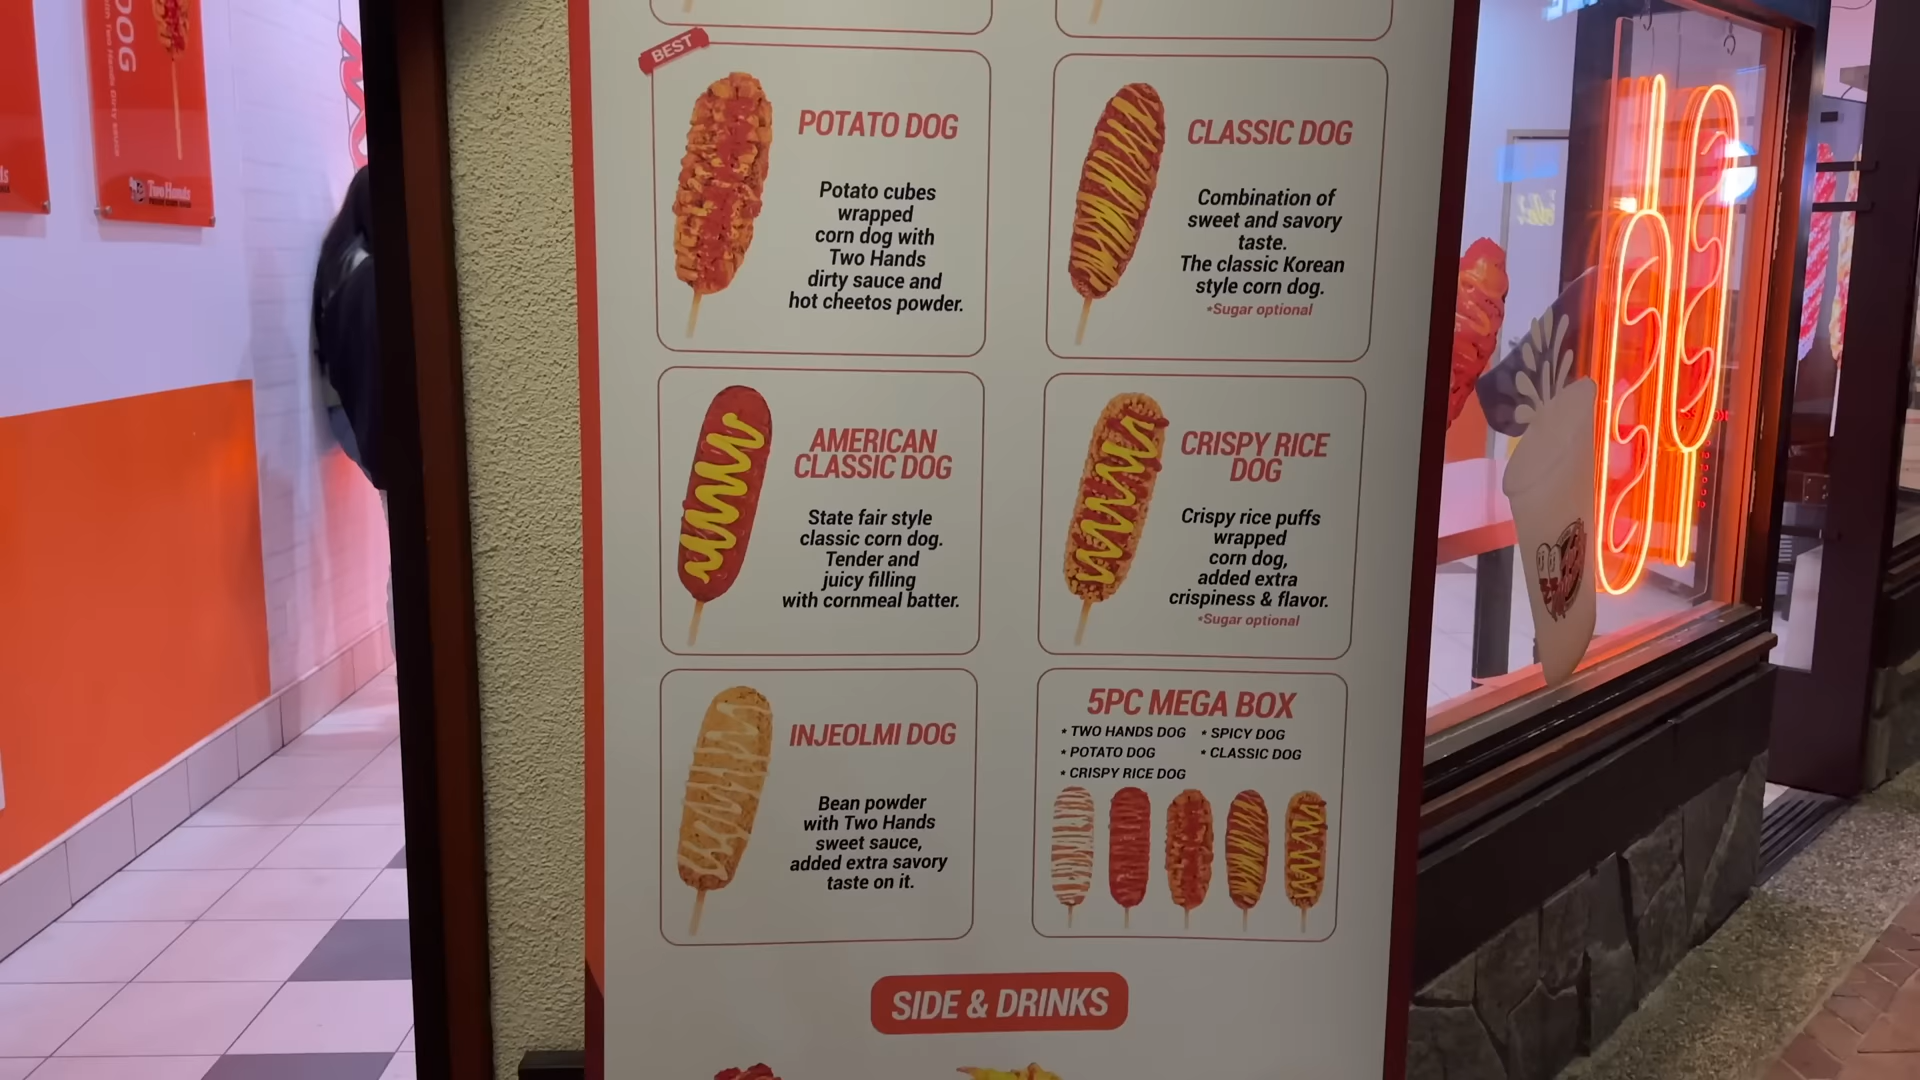 DOG
Two Hands
BEST
POTATO DOG
Potato cubes
wrapped
corn dog with
Two Hands
dirty sauce and
hot cheetos powder.
CLASSIC DOG
Combination of
sweet and savory
taste.
The classic Korean
style corn dog.
*Sugar optional
AMERICAN
CLASSIC DOG
State fair style
classic corn dog.
Tender and
juicy filling
with cornmeal batter.
CRISPY RICE
DOG
Crispy rice puffs
wrapped
corn dog,
added extra
crispiness & flavor.
*Sugar optional
INJEOLMI DOG
Bean powder
with Two Hands
sweet sauce,
added extra savory
taste on it.
5PC MEGA BOX
* TWO HANDS DOG * SPICY DOG
* POTATO DOG * CLASSIC DOG
* CRISPY RICE DOG
SIDE & DRINKS